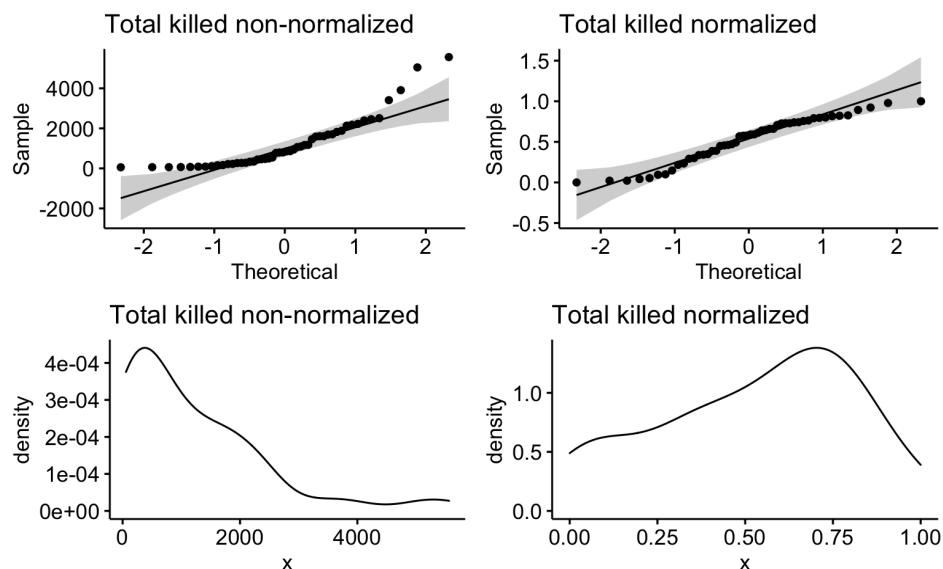 Total killed non-normalized
Sample
4000
2000
0
-2000
-2 -1 0 1 2
Theoretical
Total killed normalized
Sample
1.5
1.0
0.5
0.0
-0.5
-2 -1 0 1 2
Theoretical
Total killed non-normalized
density
4e-04
3e-04
2e-04
1e-04
0e+00
0 2000 4000
x
Total killed normalized
density
1.0
0.5
0.0
0.00 0.25 0.50 0.75 1.00
x